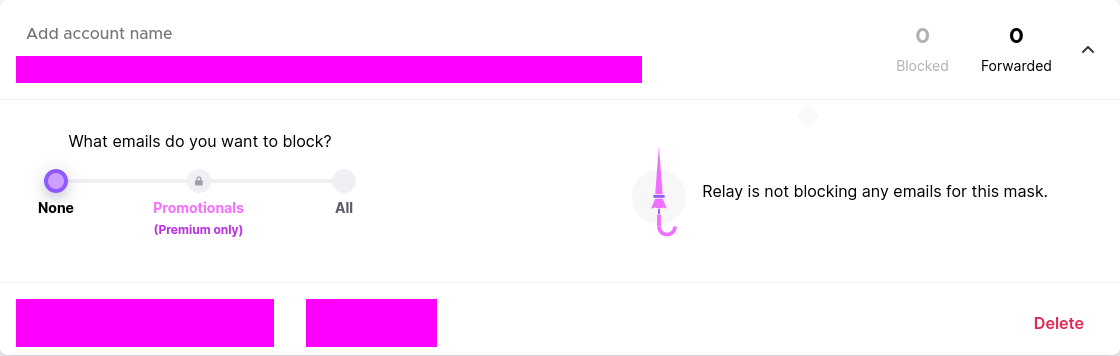 Add account name
0
Blocked
0
Forwarded
What emails do you want to block?
None
Promotionals
(Premium only)
All
Relay is not blocking any emails for this mask.
Delete